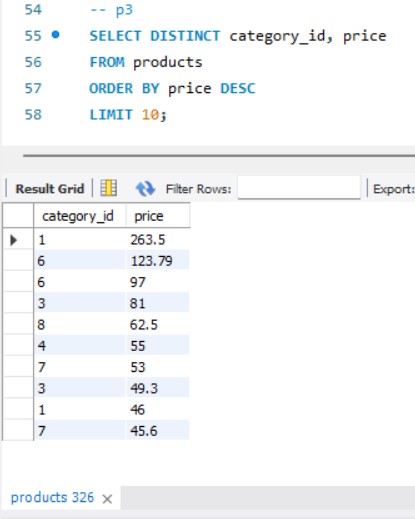 54 -- p3
55 SELECT DISTINCT category_id, price
56 FROM products
57 ORDER BY price DESC
58 LIMIT 10;
Result Grid Filter Rows: Export:
category_id price
1 263.5
6 123.79
6 97
3 81
8 62.5
4 55
7 53
3 49.3
1 46
7 45.6
products 326